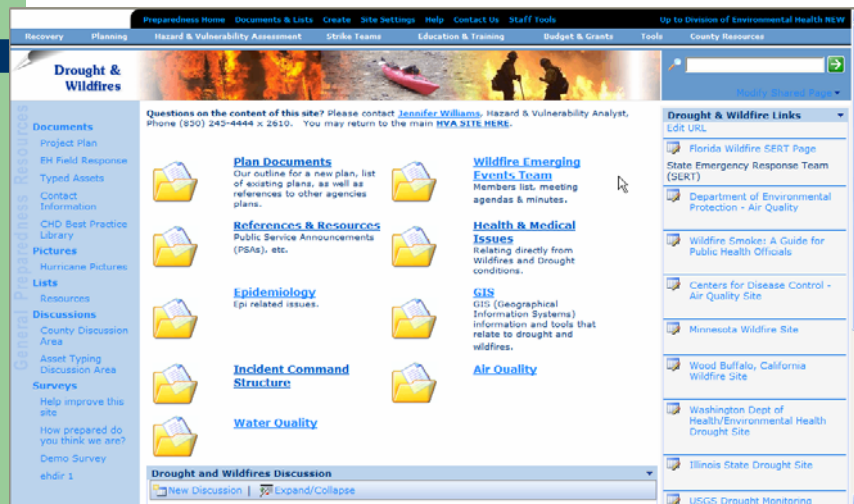 Preparedness Home Documents & Lists Create Site Settings Help Contact Us Staff Tools Up to Division of Environmental Health NEW
Recovery Planning Hazard & Vulnerability Assessment Strike Teams Education & Training Budget & Grants Tools County Resources
Drought &
Wildfires
Modify Shared Page
General Preparedness Resources
Documents
Project Plan
EH Field Response
Typed Assets
Contact
Information
CHD Best Practice
Library
Pictures
Hurricane Pictures
Lists
Resources
Discussions
County Discussion
Area
Asset Typing
Discussion Area
Surveys
Help improve this
site
How prepared do
you think we are?
Demo Survey
ehdir 1
Questions on the content of this site? Please contact Jennifer Williams, Hazard & Vulnerability Analyst,
Phone (850) 245-4444 x 2610. You may return to the main HVA SITE HERE.
Plan Documents
Our outline for a new plan, list
of existing plans, as well as
references to other agencies
plans.
Wildfire Emerging
Events Team
Members list, meeting
agendas & minutes.
References & Resources
Public Service Announcements
(PSAs), etc.
Health & Medical
Issues
Relating directly from
Wildfires and Drought
conditions.
Epidemiology
Epi related issues.
GIS
GIS (Geographical
Information Systems)
information and tools that
relate to drought and
wildfires.
Incident Command
Structure
Air Quality
Water Quality
Drought and Wildfires Discussion
New Discussion | Expand/Collapse
Drought & Wildfire Links
Edit URL
Florida Wildfire SERT Page
State Emergency Response Team
(SERT)
Department of Environmental
Protection - Air Quality
Wildfire Smoke: A Guide for
Public Health Officials
Centers for Disease Control -
Air Quality Site
Minnesota Wildfire Site
Wood Buffalo, California
Wildfire Site
Washington Dept of
Health/Environmental Health
Drought Site
Illinois State Drought Site
USGS Drought Monitoring